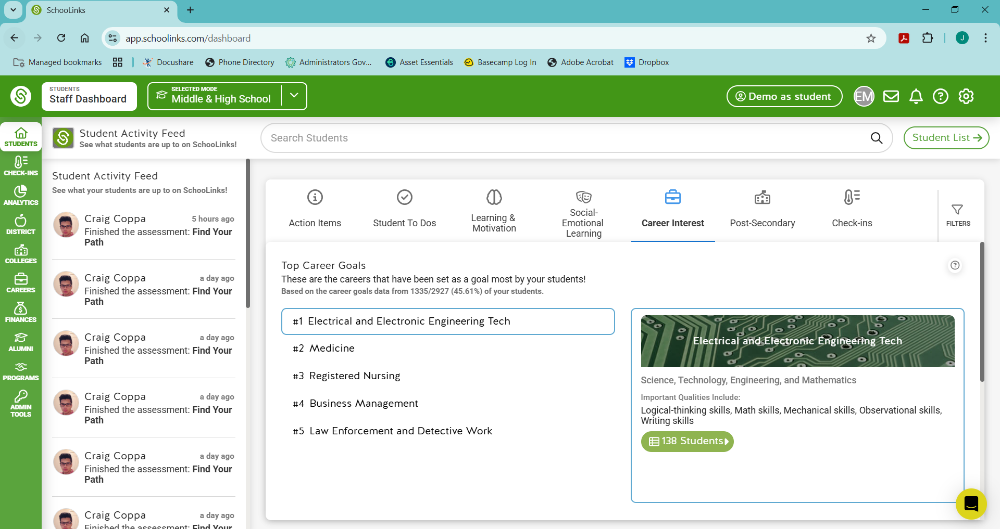 SchooLinks
app.schoolinks.com/dashboard
J
Managed bookmarks
Docushare
Phone Directory
Administrators Gov...
Asset Essentials
Basecamp Log In
Adobe Acrobat
Dropbox
STUDENTS
Staff Dashboard
SELECTED MODE
Middle & High School
Demo as student
EM
STUDENTS
CHECK-INS
ANALYTICS
DISTRICT
COLLEGES
CAREERS
FINANCES
ALUMNI
PROGRAMS
ADMIN
TOOLS
Student Activity Feed
See what students are up to on SchooLinks!
Search Students
Student List
Student Activity Feed
See what your students are up to on SchooLinks!
Craig Coppa 5 hours ago
Finished the assessment: Find Your
Path
Craig Coppa a day ago
Finished the assessment: Find Your
Path
Craig Coppa a day ago
Finished the assessment: Find Your
Path
Craig Coppa a day ago
Finished the assessment: Find Your
Path
Craig Coppa a day ago
Finished the assessment: Find Your
Path
Craig Coppa a day ago
Finished the assessment: Find Your
Action Items
Student To Dos
Learning &
Motivation
Social-
Emotional
Learning
Career Interest
Post-Secondary
Check-ins
FILTERS
Top Career Goals
These are the careers that have been set as a goal most by your students!
Based on the career goals data from 1335/2927 (45.61%) of your students.
#1 Electrical and Electronic Engineering Tech
#2 Medicine
#3 Registered Nursing
#4 Business Management
#5 Law Enforcement and Detective Work
Electrical and Electronic Engineering Tech
Science, Technology, Engineering, and Mathematics
Important Qualities Include:
Logical-thinking skills, Math skills, Mechanical skills, Observational skills,
Writing skills
138 Students